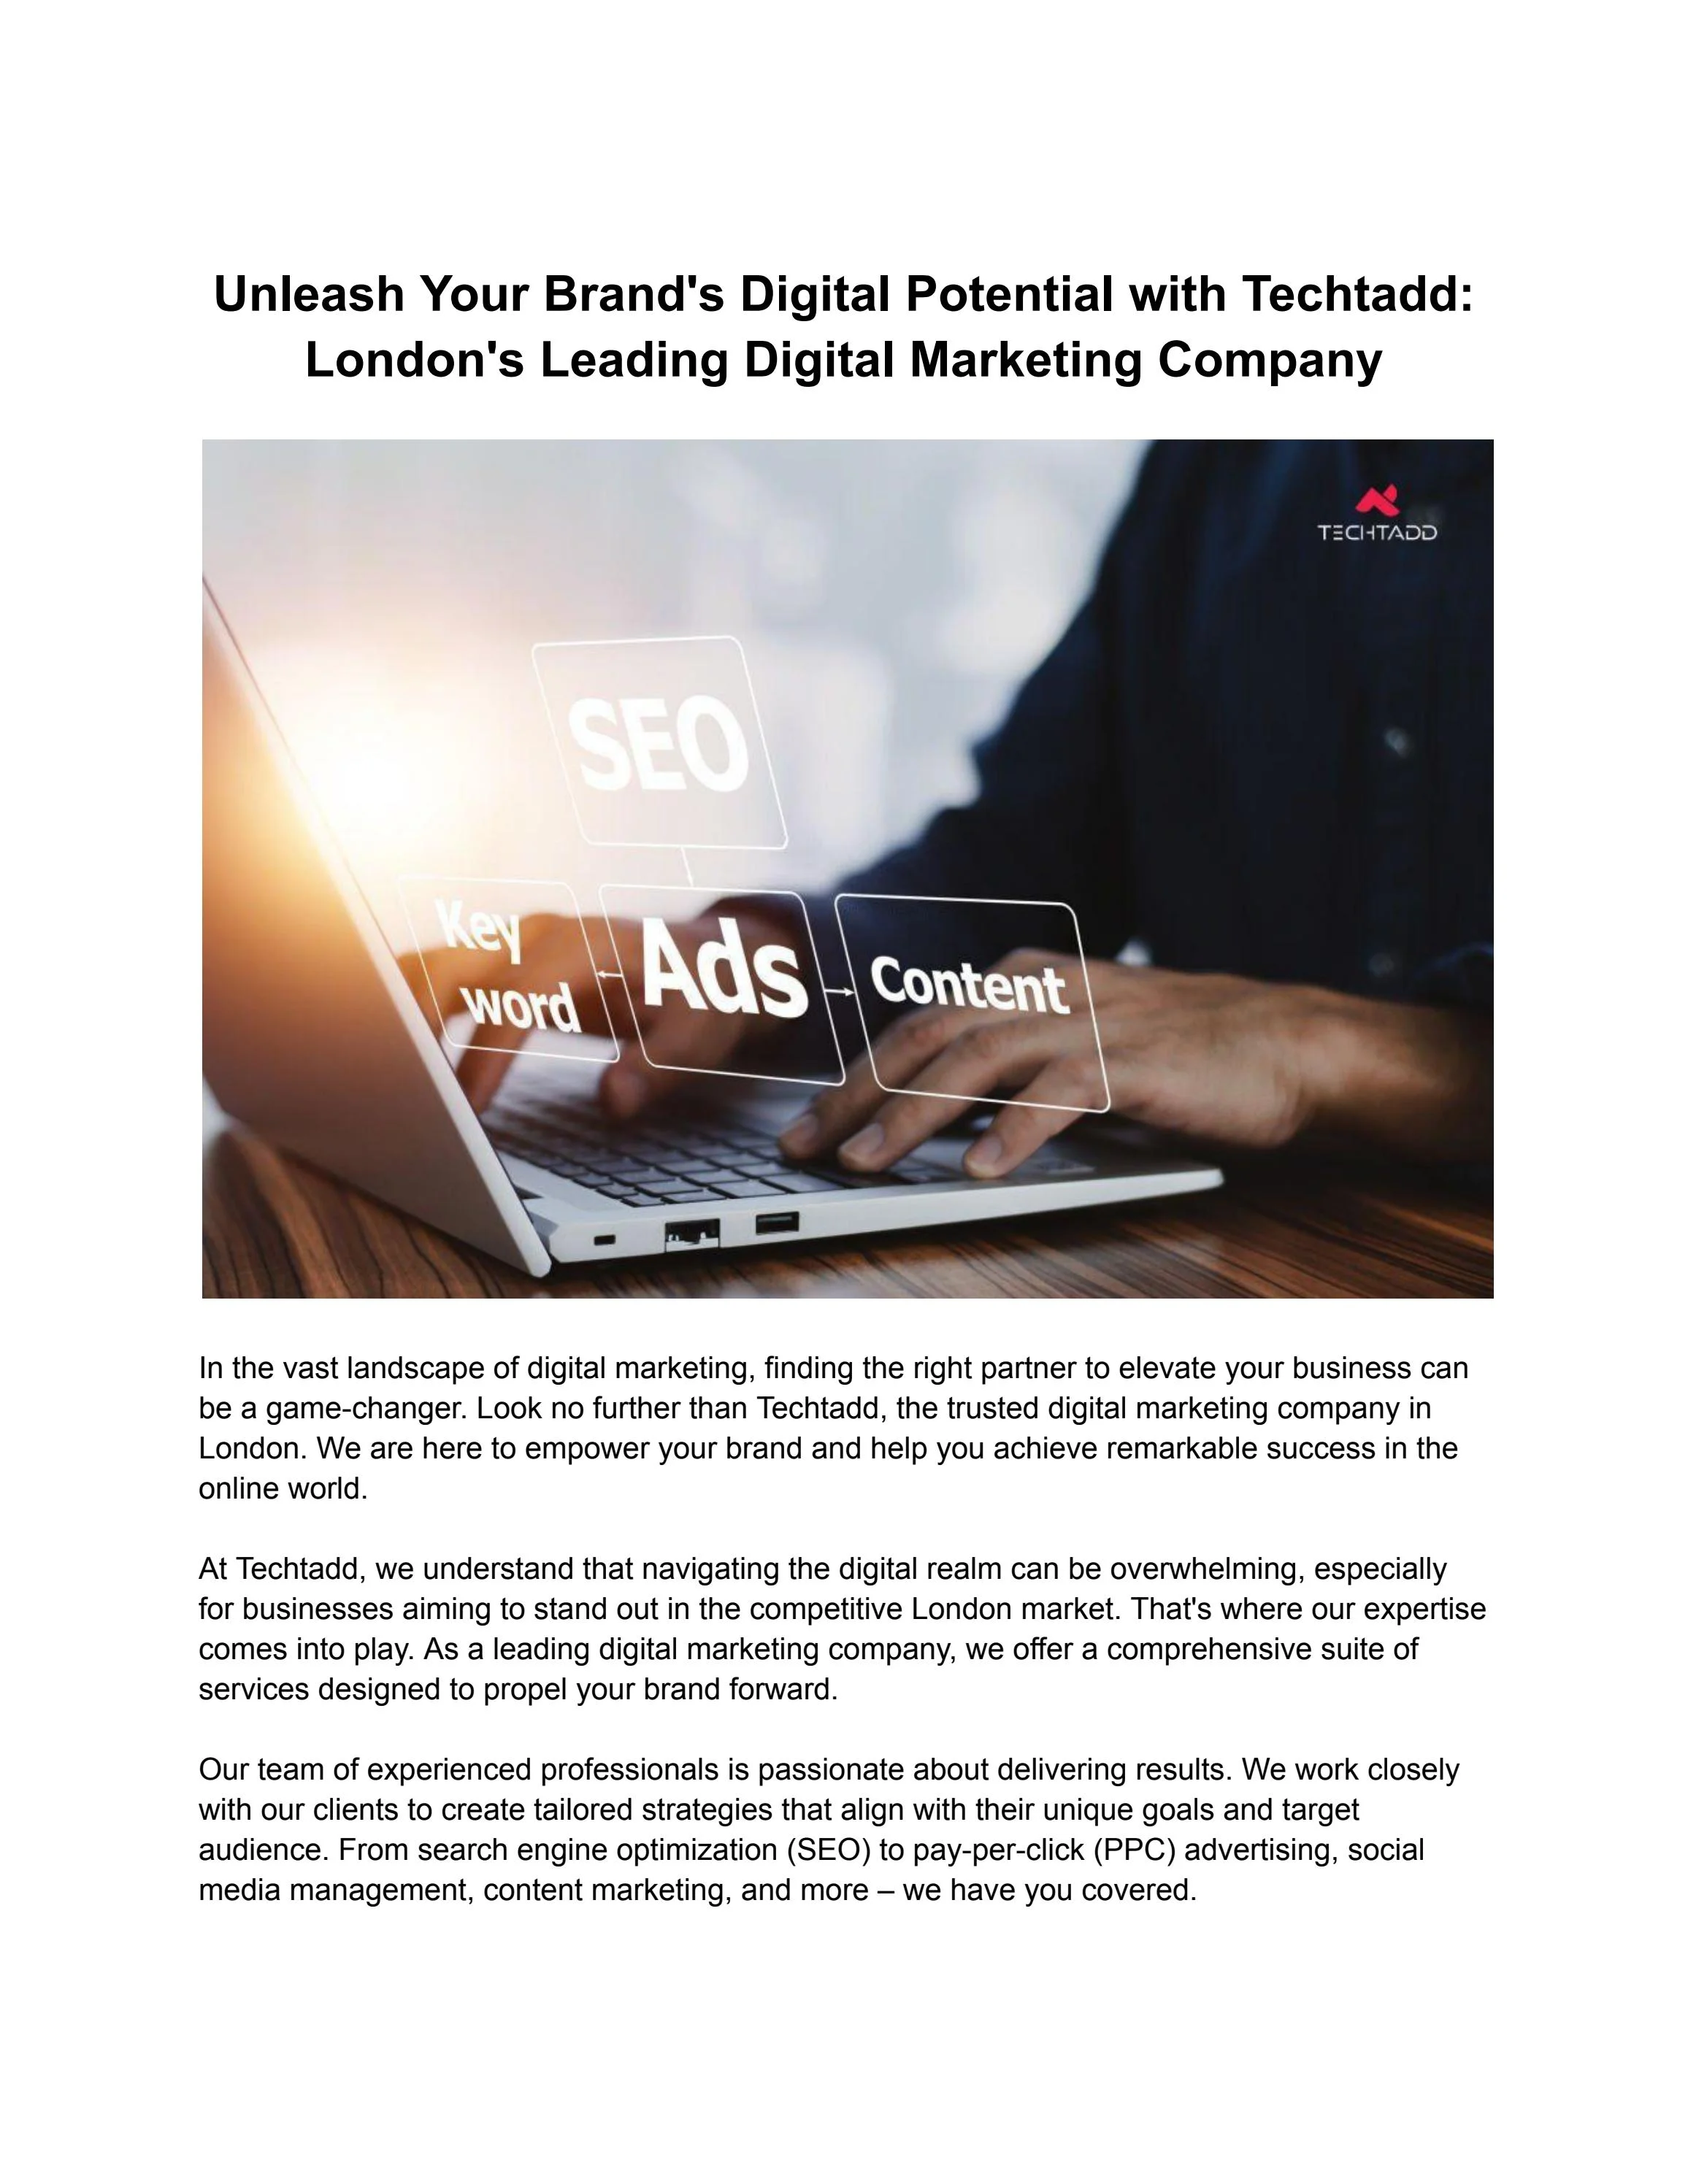 Unleash Your Brand's Digital Potential with Techtadd:
London's Leading Digital Marketing Company
TECHTADD
SEO
Key
word
Ads
Content
In the vast landscape of digital marketing, finding the right partner to elevate your business can
be a game-changer. Look no further than Techtadd, the trusted digital marketing company in
London. We are here to empower your brand and help you achieve remarkable success in the
online world.
At Techtadd, we understand that navigating the digital realm can be overwhelming, especially
for businesses aiming to stand out in the competitive London market. That's where our expertise
comes into play. As a leading digital marketing company, we offer a comprehensive suite of
services designed to propel your brand forward.
Our team of experienced professionals is passionate about delivering results. We work closely
with our clients to create tailored strategies that align with their unique goals and target
audience. From search engine optimization (SEO) to pay-per-click (PPC) advertising, social
media management, content marketing, and more – we have you covered.